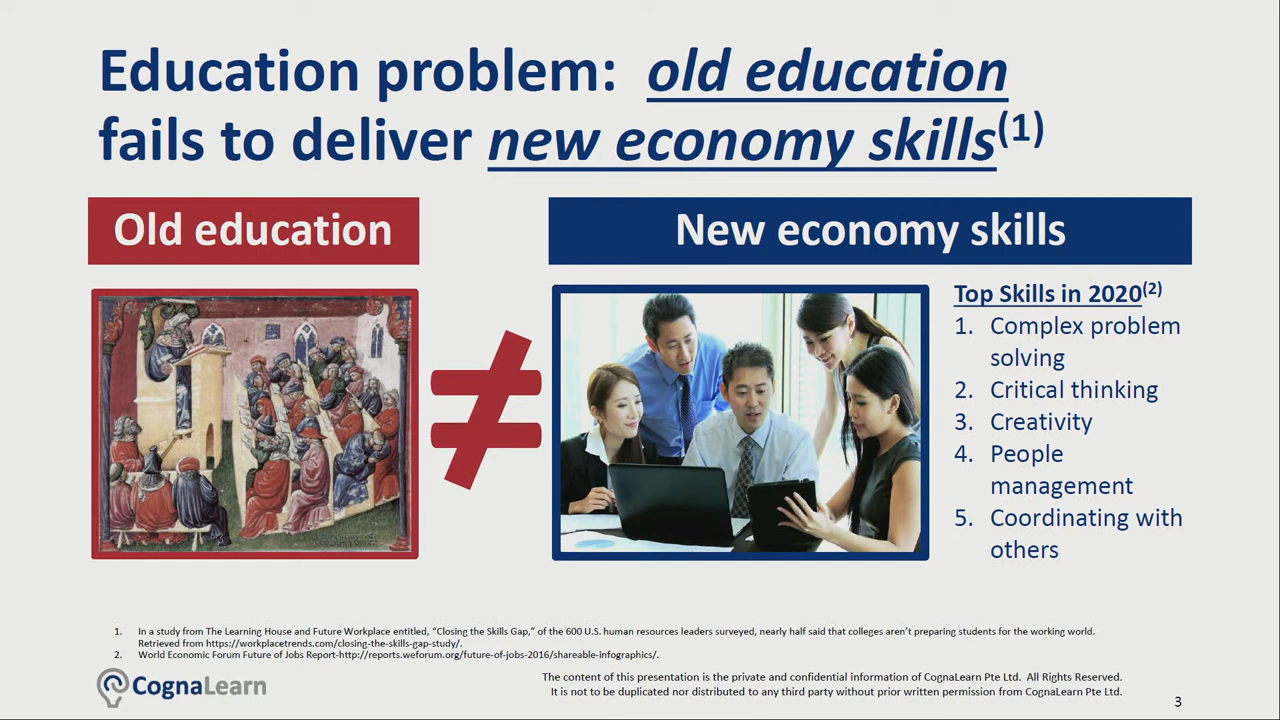 Education problem: old education
fails to deliver new economy skills(1)
Old education
New economy skills
≠
Top Skills in 2020(2)
1. Complex problem
solving
2. Critical thinking
3. Creativity
4. People
management
5. Coordinating with
others
1. In a study from The Learning House and Future Workplace entitled, “Closing the Skills Gap,” of the 600 U.S. human resources leaders surveyed, nearly half said that colleges aren’t preparing students for the working world.
Retrieved from https://workplacetrends.com/closing-the-skills-gap-study/.
2. World Economic Forum Future of Jobs Report-http://reports.weforum.org/future-of-jobs-2016/shareable-infographics/.
CognaLearn
The content of this presentation is the private and confidential information of CognaLearn Pte Ltd. All Rights Reserved.
It is not to be duplicated nor distributed to any third party without prior written permission from CognaLearn Pte Ltd.
3